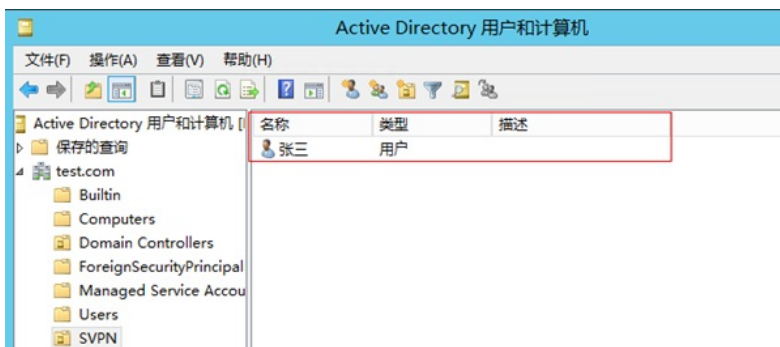 Active Directory 用户和计算机
文件(F) 操作(A) 查看(V) 帮助(H)
Active Directory 用户和计算机 [
名称 类型 描述
保存的查询
张三 用户
test.com
Builtin
Computers
Domain Controllers
ForeignSecurityPrincipal
Managed Service Accou
Users
SVPN